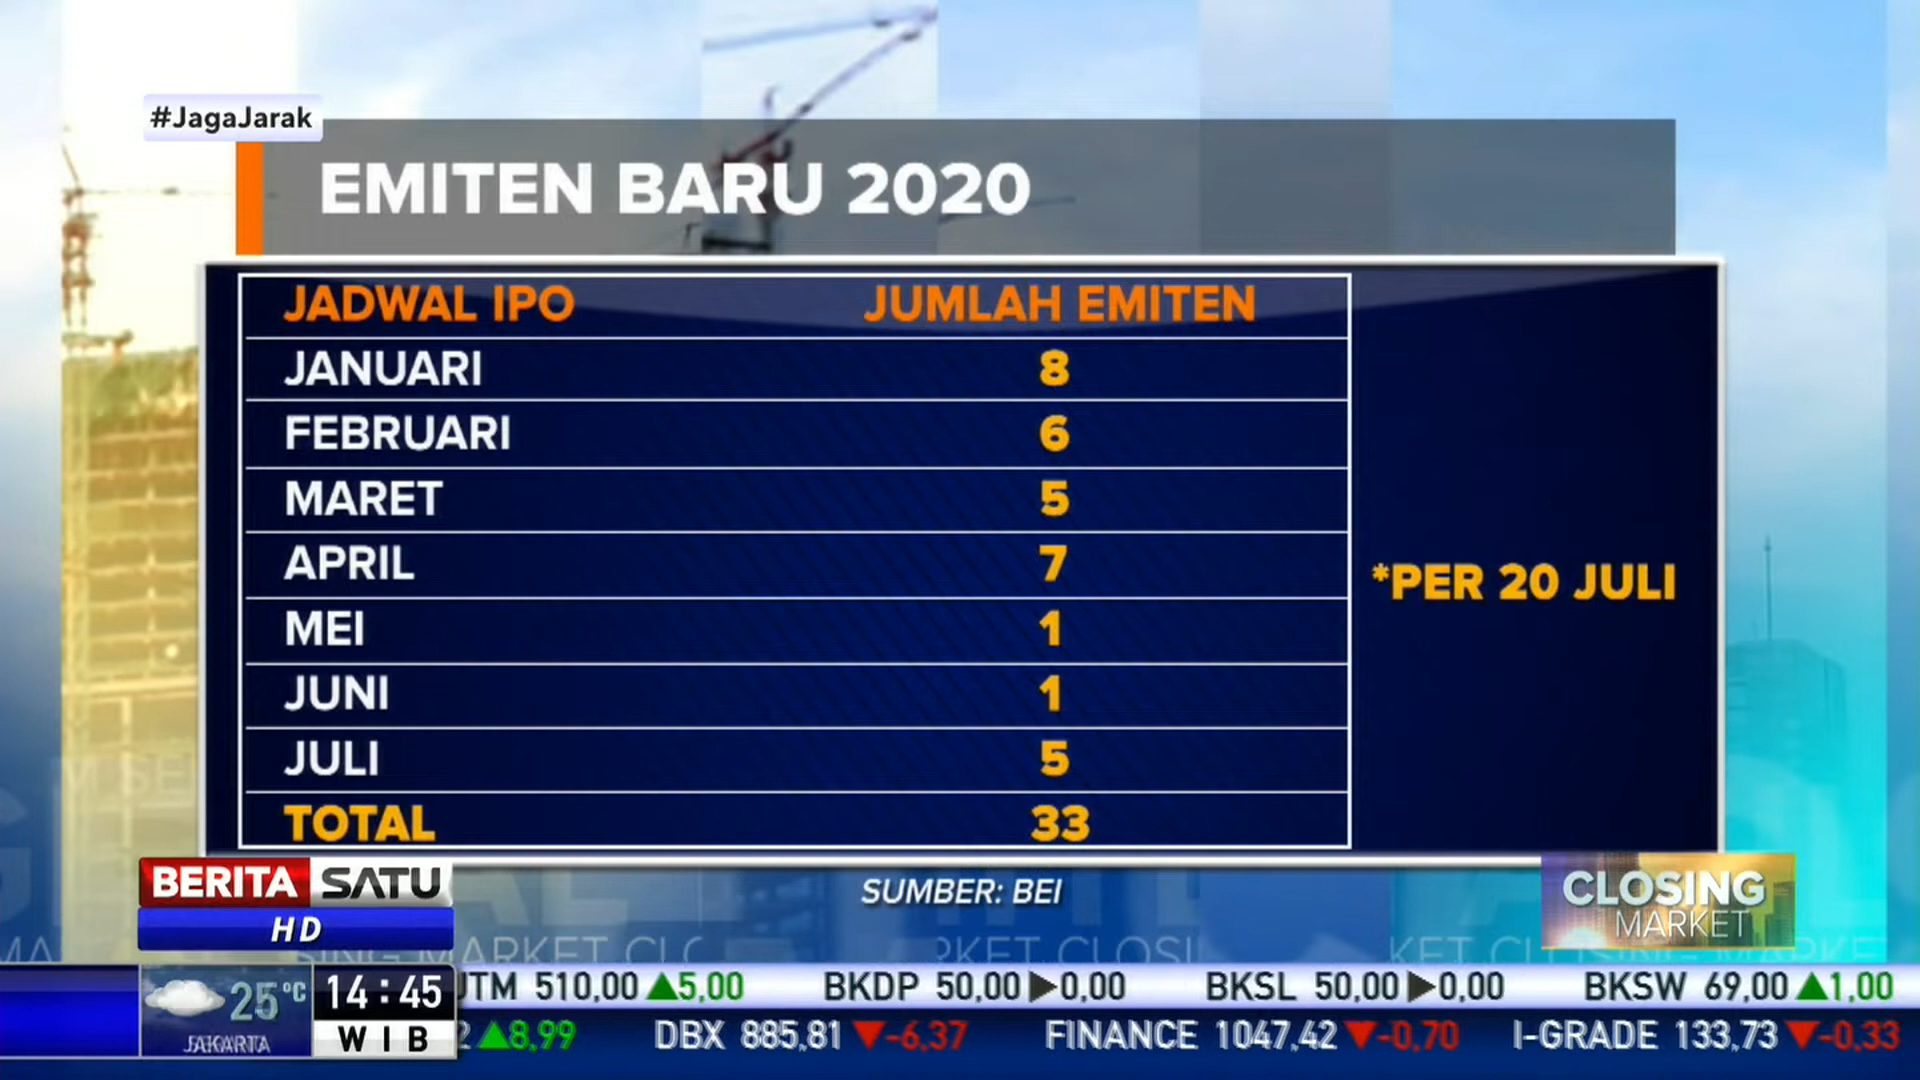 #JagaJarak
EMITEN BARU 2020
JADWAL IPO JUMLAH EMITEN
JANUARI 8
FEBRUARI 6
MARET 5
APRIL 7
MEI 1
JUNI 1
JULI 5
TOTAL 33
*PER 20 JULI
SUMBER: BEI
BERITA SATU
HD
CLOSING
MARKET
25°C
JAKARTA
14:45
WIB
UTM 510,00 ▲5,00 BKDP 50,00 ▶0,00 BKSL 50,00 ▶0,00 BKSW 69,00 ▲1,00
2 ▲8,99 DBX 885,81 ▼-6,37 FINANCE 1047,42 ▼-0,70 I-GRADE 133,73 ▼-0,33